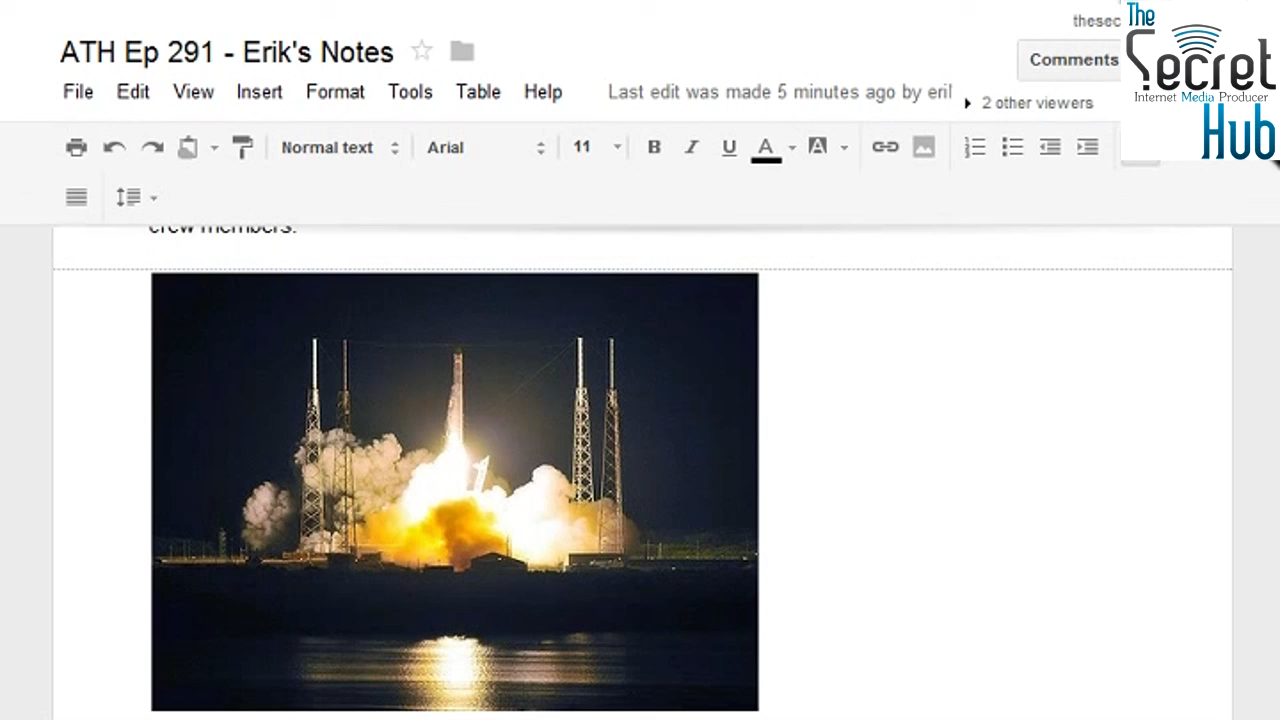 ATH Ep 291 - Erik's Notes
thesec
Comments
File Edit View Insert Format Tools Table Help Last edit was made 5 minutes ago by eril
2 other viewers
Normal text Arial 11 B I U A A
crew members.
The
Secret
Internet Media Producer
Hub